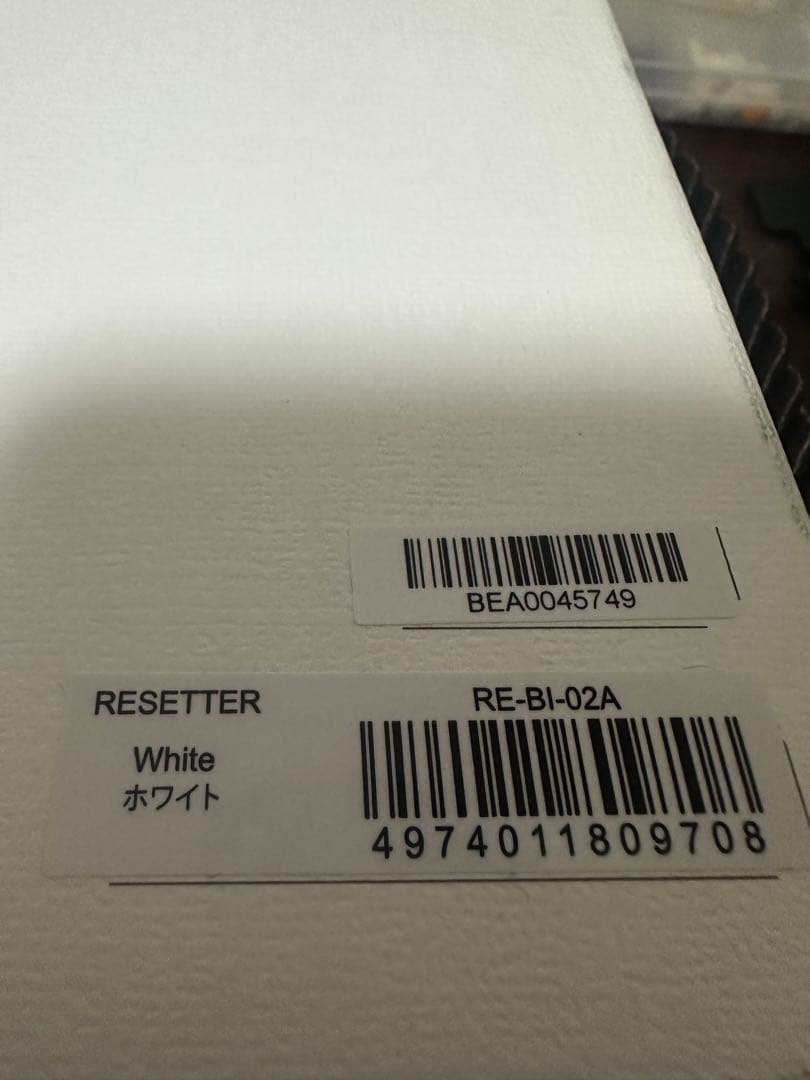 BEA0045749
RESETTER
RE-BI-02A
White
ホワイト
4974011809708